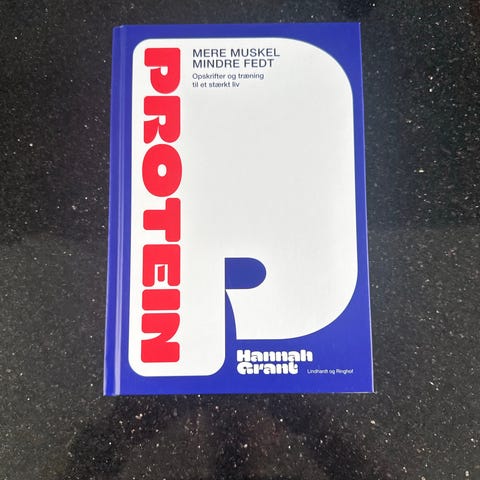 PROTEIN
MERE MUSKEL
MINDRE FEDT
Opskrifter og træning
til et stærkt liv
Hannah
Grant
Lindhardt og Ringhof